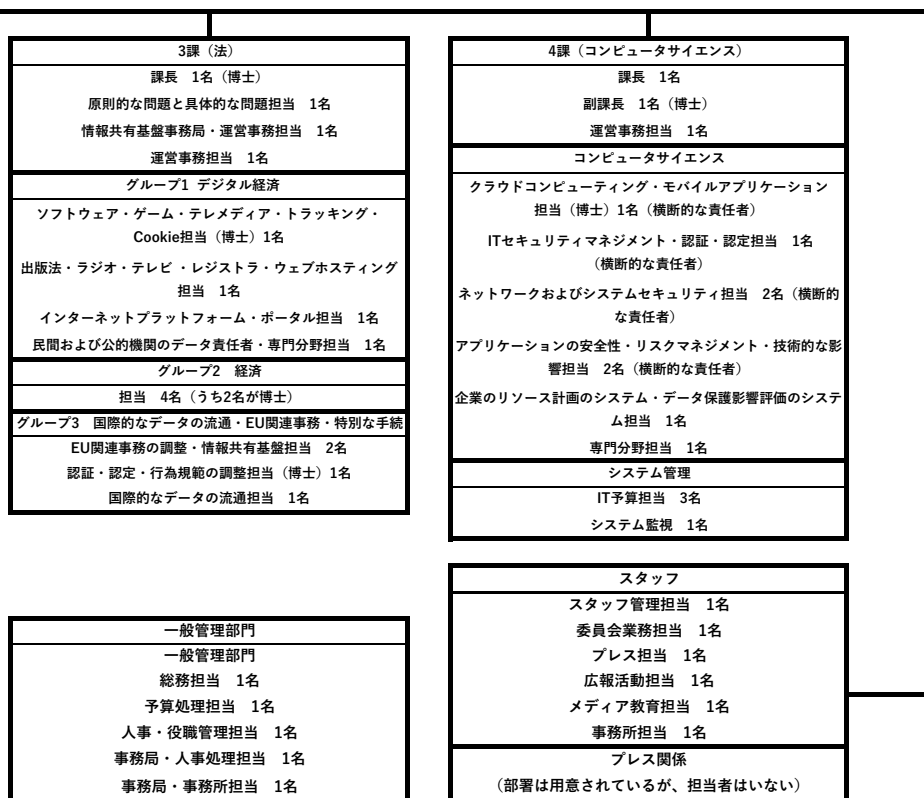 3課（法）
課長　1名（博士）
原則的な問題と具体的な問題担当　1名
情報共有基盤事務局・運営事務担当　1名
運営事務担当　1名
グループ1 デジタル経済
ソフトウェア・ゲーム・テレメディア・トラッキング・
Cookie担当（博士）1名
出版法・ラジオ・テレビ ・レジストラ・ウェブホスティング
担当　1名
インターネットプラットフォーム・ポータル担当　1名
民間および公的機関のデータ責任者・専門分野担当　1名
グループ2　経済
担当　4名（うち2名が博士）
グループ3　国際的なデータの流通・EU関連事務・特別な手続
EU関連事務の調整・情報共有基盤担当　2名
認証・認定・行為規範の調整担当（博士）1名
国際的なデータの流通担当　1名
4課（コンピュータサイエンス）
課長　1名
副課長　1名（博士）
運営事務担当　1名
コンピュータサイエンス
クラウドコンピューティング・モバイルアプリケーション
担当（博士）1名（横断的な責任者）
ITセキュリティマネジメント・認証・認定担当　1名
（横断的な責任者）
ネットワークおよびシステムセキュリティ担当　2名（横断的
な責任者）
アプリケーションの安全性・リスクマネジメント・技術的な影
響担当　2名（横断的な責任者）
企業のリソース計画のシステム・データ保護影響評価のシステ
ム担当　1名
専門分野担当　1名
システム管理
IT予算担当　3名
システム監視　1名
一般管理部門
一般管理部門
総務担当　1名
予算処理担当　1名
人事・役職管理担当　1名
事務局・人事処理担当　1名
事務局・事務所担当　1名
スタッフ
スタッフ管理担当　1名
委員会業務担当　1名
プレス担当　1名
広報活動担当　1名
メディア教育担当　1名
事務所担当　1名
プレス関係
（部署は用意されているが、担当者はいない）